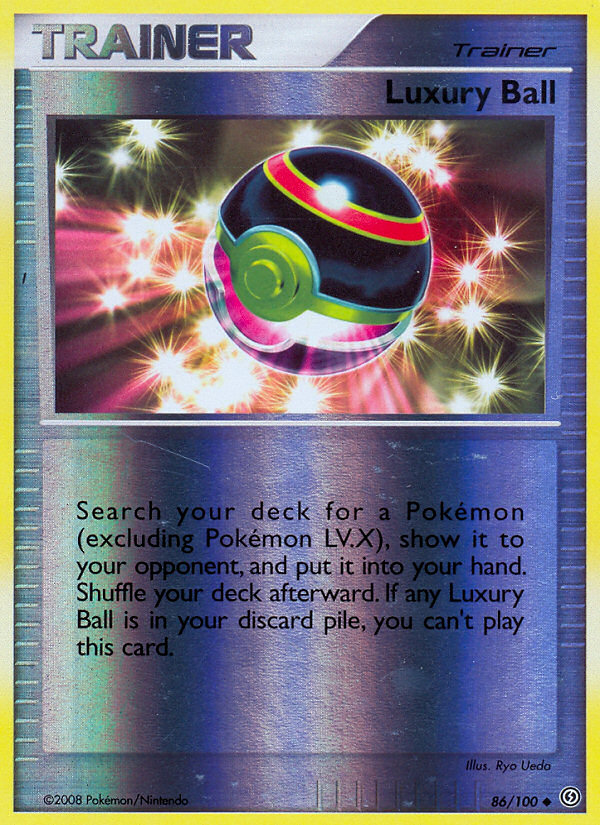 TRAINER
Trainer
Luxury Ball
Search your deck for a Pokémon
(excluding Pokémon LV.X), show it to
your opponent, and put it into your hand.
Shuffle your deck afterward. If any Luxury
Ball is in your discard pile, you can't play
this card.
Illus. Ryo Ueda
©2008 Pokémon/Nintendo
86/100